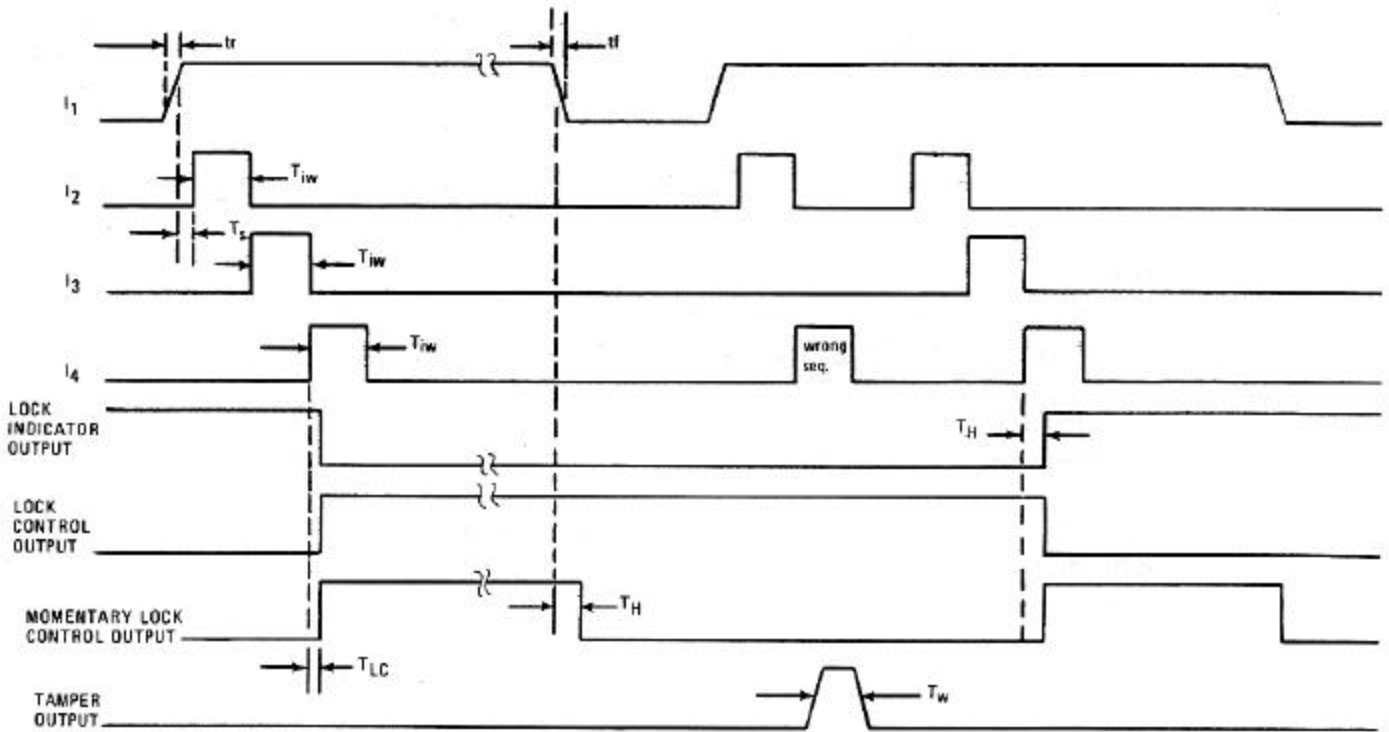 tr
tf
I1
I2
Tiw
Ts
I3
Tiw
I4
Tiw
wrong
seq.
LOCK
INDICATOR
OUTPUT
TH
LOCK
CONTROL
OUTPUT
MOMENTARY LOCK
CONTROL OUTPUT
TH
TLC
TAMPER
OUTPUT
Tw